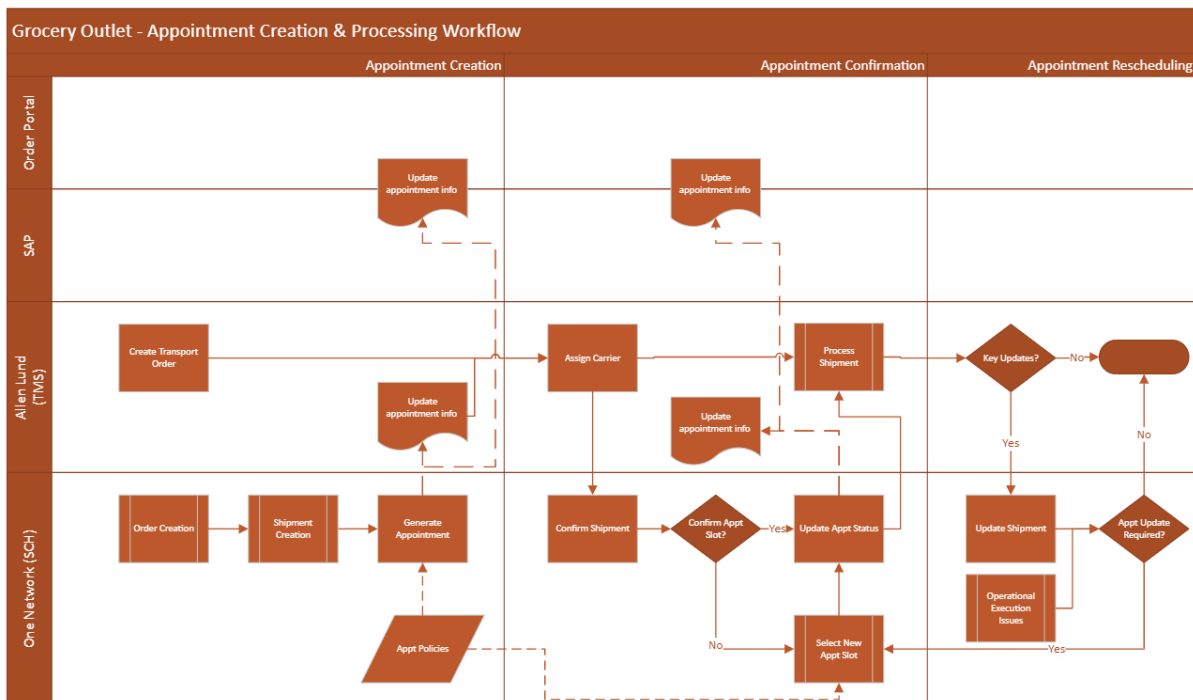 Grocery Outlet - Appointment Creation & Processing Workflow
Appointment Creation
Appointment Confirmation
Appointment Rescheduling
Order Portal
Update
appointment info
Update
appointment info
SAP
Allen Lund
(TMS)
Create Transport
Order
Assign Carrier
Process
Shipment
Key Updates?
No
Update
appointment info
Update
appointment info
Yes
No
One Network (SCH)
Order Creation
Shipment
Creation
Generate
Appointment
Confirm Shipment
Confirm Appt
Slot?
Yes
Update Appt Status
Update Shipment
Appt Update
Required?
Operational
Execution
Issues
Appt Policies
No
Select New
Appt Slot
Yes